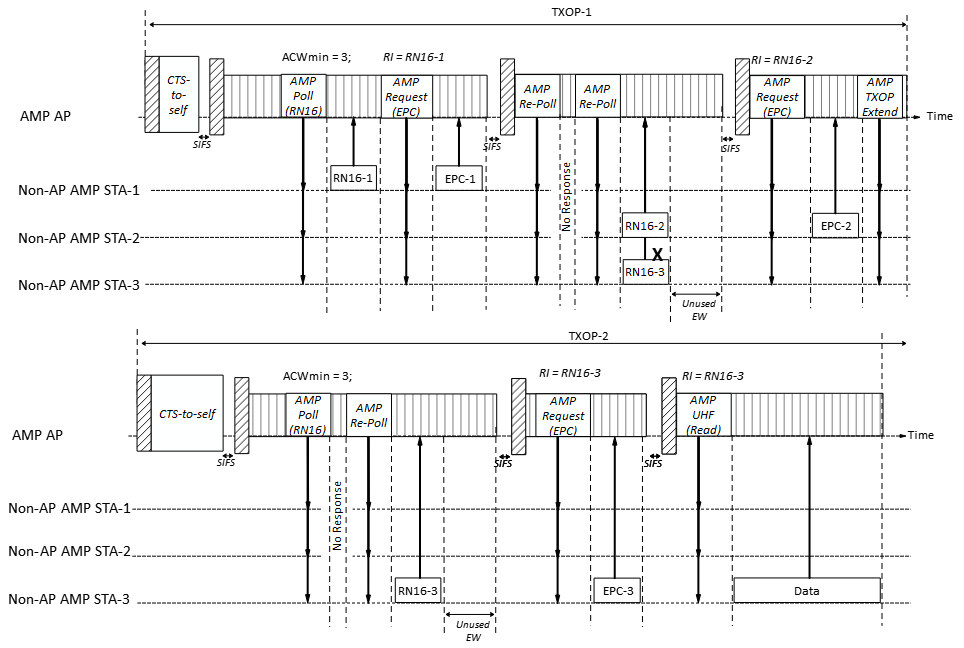 TXOP-1
ACWmin = 3;
RI = RN16-1
RI = RN16-2
CTS-
to-
self
AMP
Poll
(RN16)
AMP
Request
(EPC)
AMP
Re-Poll
AMP
Re-Poll
AMP
Request
(EPC)
AMP
TXOP
Extend
AMP AP
Time
SIFS
SIFS
SIFS
RN16-1
EPC-1
No Response
Non-AP AMP STA-1
RN16-2
EPC-2
Non-AP AMP STA-2
X
RN16-3
Non-AP AMP STA-3
Unused
EW
TXOP-2
ACWmin = 3;
RI = RN16-3
RI = RN16-3
CTS-to-self
AMP
Poll
(RN16)
AMP
Re-Poll
AMP
Request
(EPC)
AMP
UHF
(Read)
AMP AP
Time
SIFS
SIFS
SIFS
No Response
Non-AP AMP STA-1
Non-AP AMP STA-2
RN16-3
EPC-3
Data
Non-AP AMP STA-3
Unused
EW